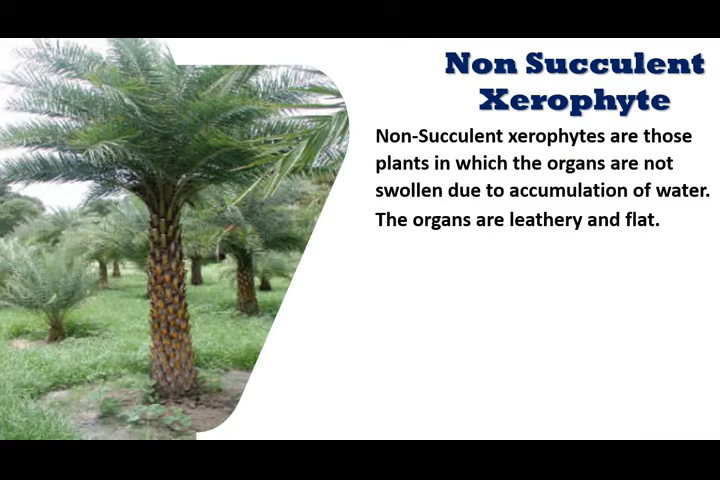 Non Succulent
Xerophyte
Non-Succulent xerophytes are those
plants in which the organs are not
swollen due to accumulation of water.
The organs are leathery and flat.